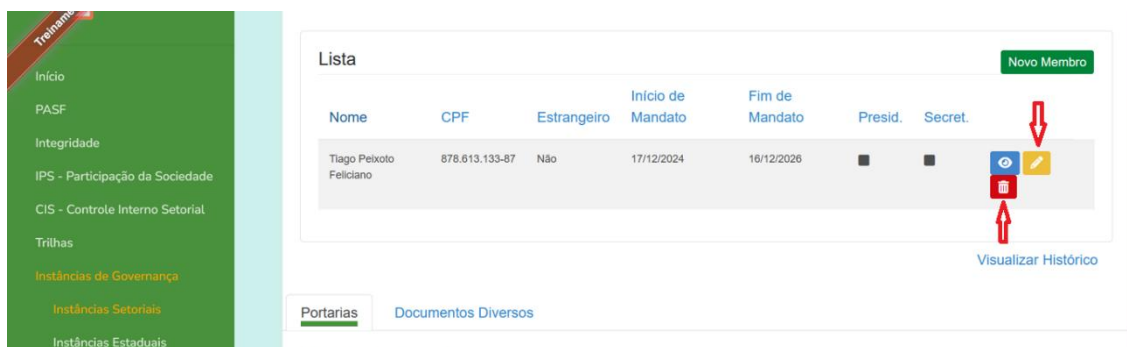 Treinam
Início
PASF
Integridade
IPS - Participação da Sociedade
CIS - Controle Interno Setorial
Trilhas
Instâncias de Governança
Instâncias Setoriais
Instâncias Estaduais
Lista
Novo Membro
Nome CPF Estrangeiro Início de Mandato Fim de Mandato Presid. Secret.
Tiago Peixoto Feliciano 878.613.133-87 Não 17/12/2024 16/12/2026
Visualizar Histórico
Portarias Documentos Diversos